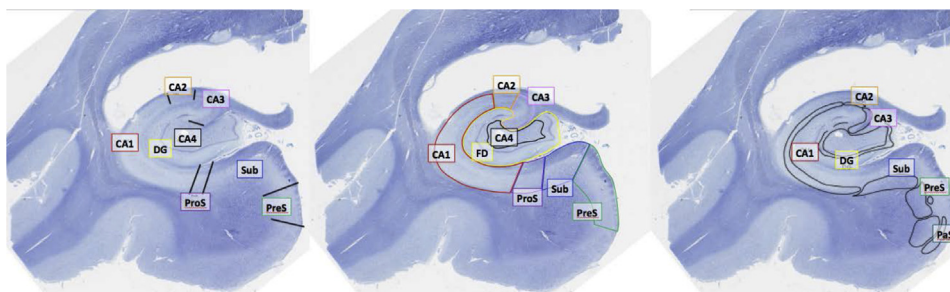 CA2
CA3
CA1
DG
CA4
Sub
ProS
PreS
CA2
CA3
CA1
FD
CA4
ProS
Sub
PreS
CA2
CA3
CA1
DG
Sub
PreS
PaS